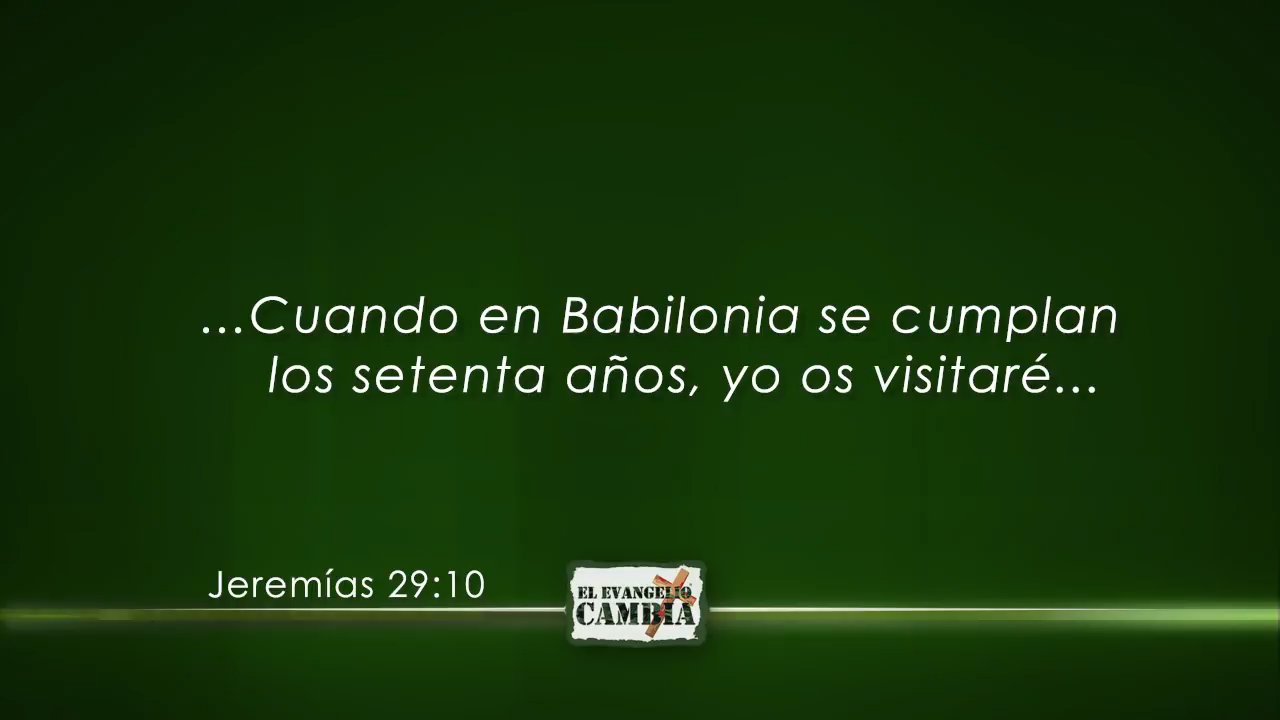 ...Cuando en Babilonia se cumplan
los setenta años, yo os visitaré...
Jeremías 29:10
EL EVANGELIO
CAMBIA